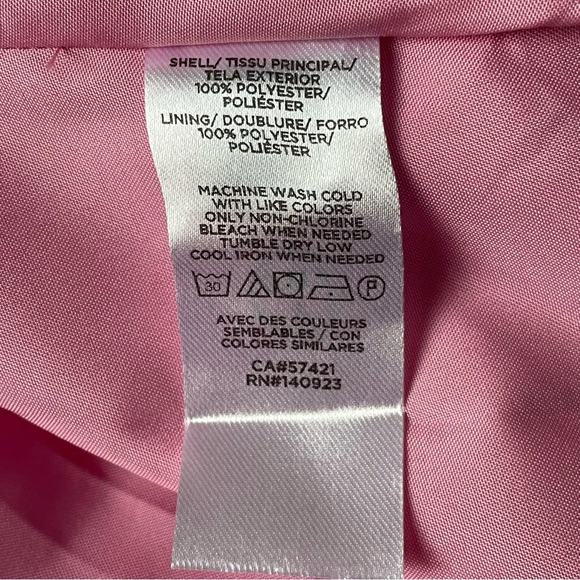 SHELL/ TISSU PRINCIPAL/
TELA EXTERIOR
100% POLYESTER/
POLIÉSTER
LINING/ DOUBLURE/ FORRO
100% POLYESTER/
POLIÉSTER
MACHINE WASH COLD
WITH LIKE COLORS
ONLY NON-CHLORINE
BLEACH WHEN NEEDED
TUMBLE DRY LOW
COOL IRON WHEN NEEDED
30 P
AVEC DES COULEURS
SEMBLABLES / CON
COLORES SIMILARES
CA#57421
RN#140923